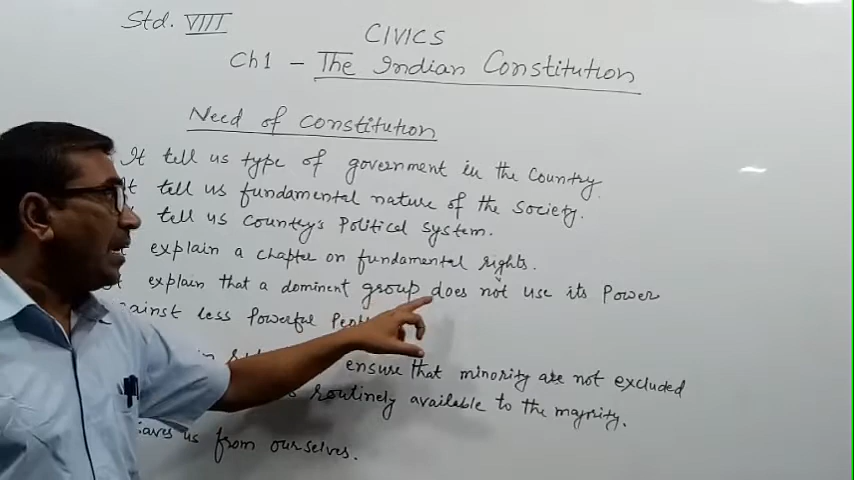 Std. VIII
CIVICS
Ch1 - The Indian Constitution
Need of constitution
It tell us type of government in the country.
tell us fundamental nature of the society.
tell us country's Political system.
explain a chapter on fundamental rights.
explain that a dominent group does not use its Power
against less Powerful
ensure that minority are not excluded
routinely available to the majority.
saves us from ourselves.